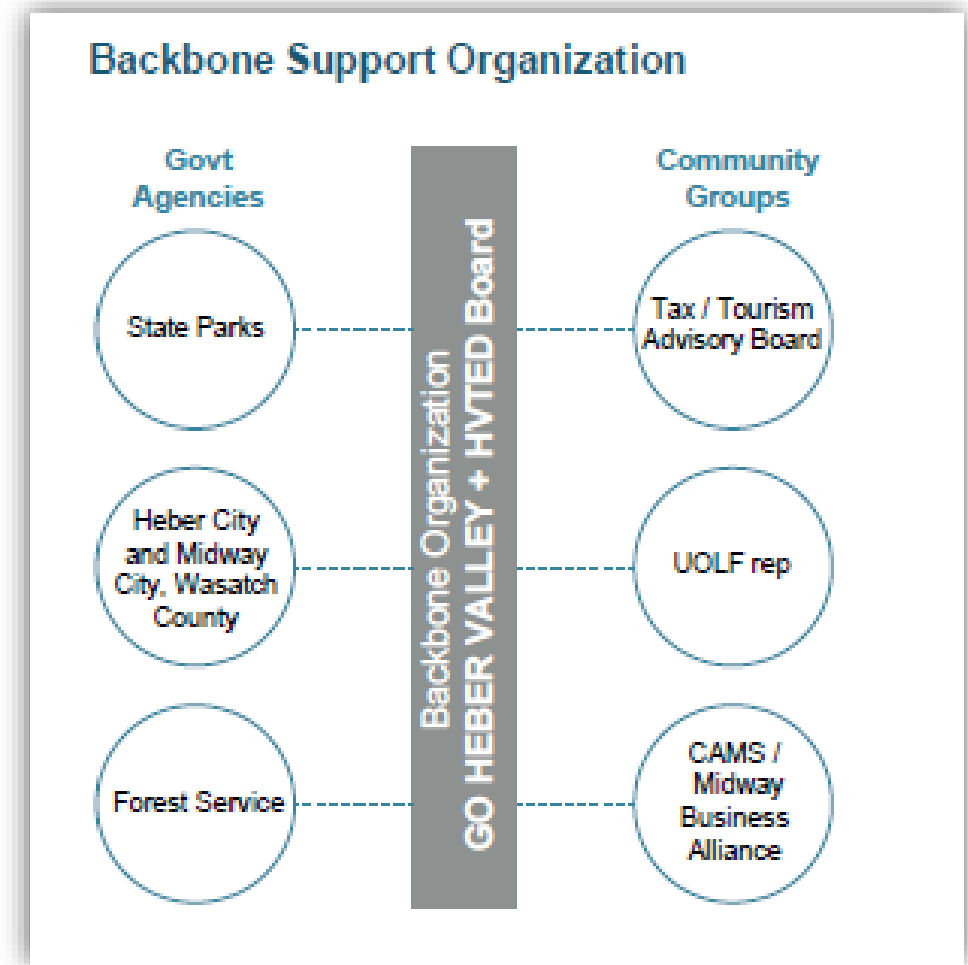 Backbone Support Organization
Govt
Agencies
State Parks
Heber City
and Midway
City, Wasatch
County
Forest Service
Backbone Organization
GO HEBER VALLEY + HVTED Board
Community
Groups
Tax / Tourism
Advisory Board
UOLF rep
CAMS /
Midway
Business
Alliance